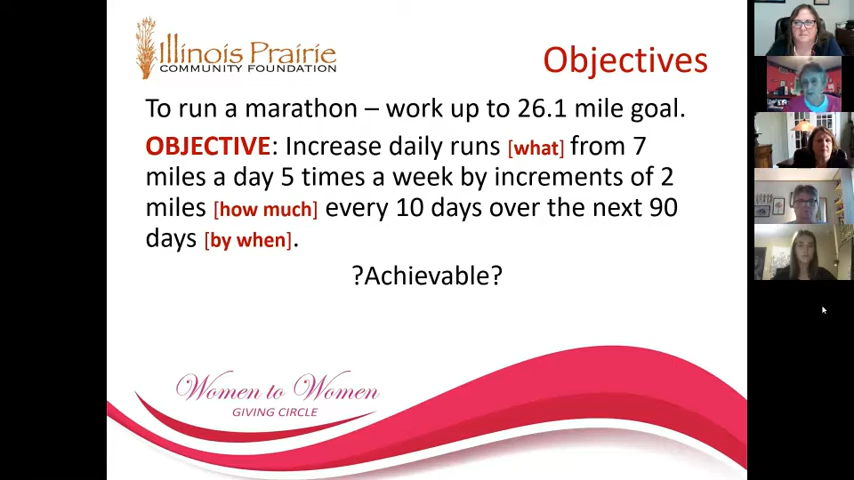 Illinois Prairie
COMMUNITY FOUNDATION
Objectives
To run a marathon – work up to 26.1 mile goal.
OBJECTIVE: Increase daily runs [what] from 7
miles a day 5 times a week by increments of 2
miles [how much] every 10 days over the next 90
days [by when].
?Achievable?
Women to Women
GIVING CIRCLE